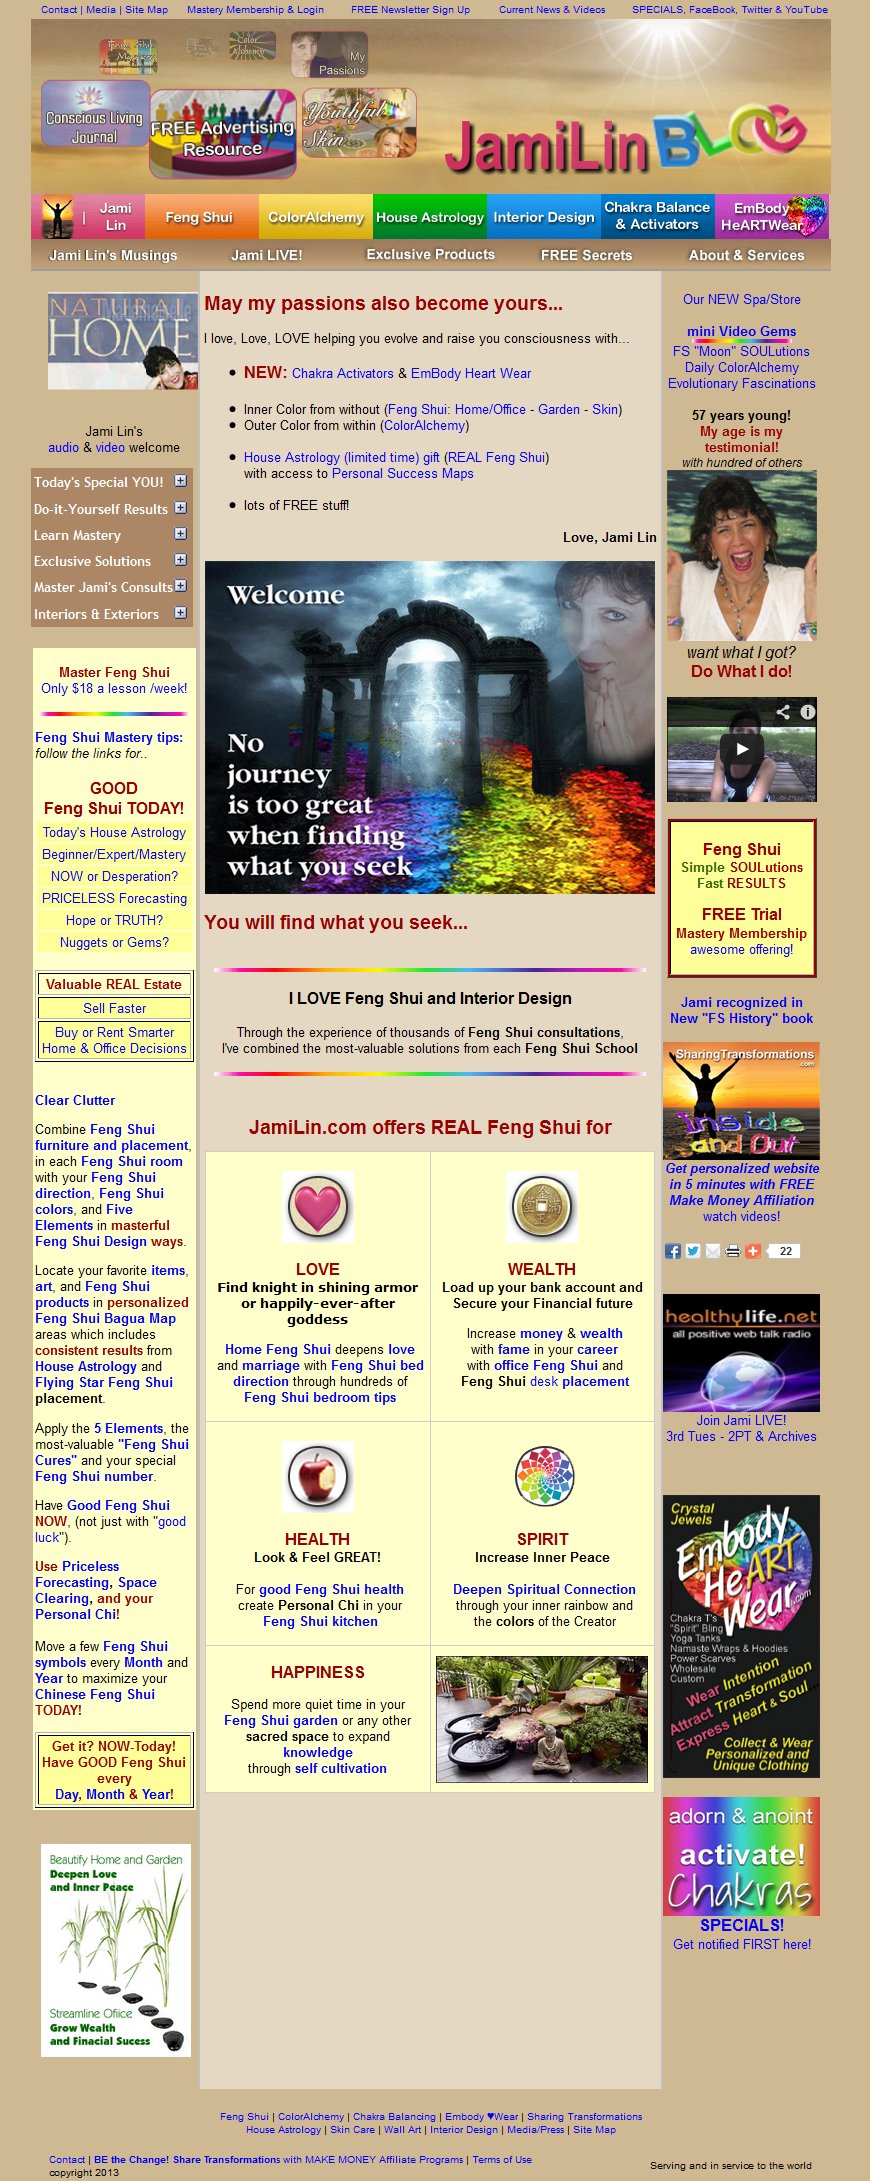 Contact | Media | Site Map
Mastery Membership & Login
FREE Newsletter Sign Up
Current News & Videos
SPECIALS, FaceBook, Twitter & YouTube
Color
Alchemy
My
Passions
Conscious Living
Journal
FREE Advertising
Resource
Youthful
Skin
JamiLin BLOG
| Jami
Lin
Feng Shui
ColorAlchemy
House Astrology
Interior Design
Chakra Balance
& Activators
EmBody
HeARTWear
Jami Lin's Musings
Jami LIVE!
Exclusive Products
FREE Secrets
About & Services
NATURAL
HOME
Jami Lin's
audio & video welcome
Today's Special YOU!
Do-it-Yourself Results
Learn Mastery
Exclusive Solutions
Master Jami's Consults
Interiors & Exteriors
Master Feng Shui
Only $18 a lesson /week!
Feng Shui Mastery tips:
follow the links for..
GOOD
Feng Shui TODAY!
Today's House Astrology
Beginner/Expert/Mastery
NOW or Desperation?
PRICELESS Forecasting
Hope or TRUTH?
Nuggets or Gems?
Valuable REAL Estate
Sell Faster
Buy or Rent Smarter
Home & Office Decisions
Clear Clutter
Combine Feng Shui
furniture and placement,
in each Feng Shui room
with your Feng Shui
direction, Feng Shui
colors, and Five
Elements in masterful
Feng Shui Design ways.
Locate your favorite items,
art, and Feng Shui
products in personalized
Feng Shui Bagua Map
areas which includes
consistent results from
House Astrology and
Flying Star Feng Shui
placement.
Apply the 5 Elements, the
most-valuable "Feng Shui
Cures" and your special
Feng Shui number.
Have Good Feng Shui
NOW, (not just with "good
luck").
Use Priceless
Forecasting, Space
Clearing, and your
Personal Chi!
Move a few Feng Shui
symbols every Month and
Year to maximize your
Chinese Feng Shui
TODAY!
Get it? NOW-Today!
Have GOOD Feng Shui
every
Day, Month & Year!
Beautify Home and Garden
Deepen Love
and Inner Peace
Streamline Ofiice
Grow Wealth
and Finacial Sucess
May my passions also become yours...
I love, Love, LOVE helping you evolve and raise you consciousness with...
• NEW: Chakra Activators & EmBody Heart Wear
• Inner Color from without (Feng Shui: Home/Office - Garden - Skin)
• Outer Color from within (ColorAlchemy)
• House Astrology (limited time) gift (REAL Feng Shui)
with access to Personal Success Maps
• lots of FREE stuff!
Love, Jami Lin
Welcome
No
journey
is too great
when finding
what you seek
You will find what you seek...
I LOVE Feng Shui and Interior Design
Through the experience of thousands of Feng Shui consultations,
I've combined the most-valuable solutions from each Feng Shui School
JamiLin.com offers REAL Feng Shui for
LOVE
Find knight in shining armor
or happily-ever-after
goddess
Home Feng Shui deepens love
and marriage with Feng Shui bed
direction through hundreds of
Feng Shui bedroom tips
WEALTH
Load up your bank account and
Secure your Financial future
Increase money & wealth
with fame in your career
with office Feng Shui and
Feng Shui desk placement
HEALTH
Look & Feel GREAT!
For good Feng Shui health
create Personal Chi in your
Feng Shui kitchen
SPIRIT
Increase Inner Peace
Deepen Spiritual Connection
through your inner rainbow and
the colors of the Creator
HAPPINESS
Spend more quiet time in your
Feng Shui garden or any other
sacred space to expand
knowledge
through self cultivation
Our NEW Spa/Store
mini Video Gems
FS "Moon" SOULutions
Daily ColorAlchemy
Evolutionary Fascinations
57 years young!
My age is my
testimonial!
with hundred of others
want what I got?
Do What I do!
Feng Shui
Simple SOULutions
Fast RESULTS
FREE Trial
Mastery Membership
awesome offering!
Jami recognized in
New "FS History" book
SharingTransformations
.com
Inside
and Out
Get personalized website
in 5 minutes with FREE
Make Money Affiliation
watch videos!
22
healthylife.net
all positive web talk radio
Join Jami LIVE!
3rd Tues - 2PT & Archives
Crystal
Jewels
Embody
HeART
Wear.com
Chakra T's
"Spirit" Bling
Yoga Tanks
Namaste Wraps & Hoodies
Power Scarves
Wholesale
Custom
Wear Intention
Attract Transformation
Express Heart & Soul...
Collect & Wear
Personalized and
Unique Clothing
adorn & anoint
activate!
Chakras
SPECIALS!
Get notified FIRST here!
Feng Shui | ColorAlchemy | Chakra Balancing | Embody ♥Wear | Sharing Transformations
House Astrology | Skin Care | Wall Art | Interior Design | Media/Press | Site Map
Contact | BE the Change! Share Transformations with MAKE MONEY Affiliate Programs | Terms of Use
copyright 2013
Serving and in service to the world